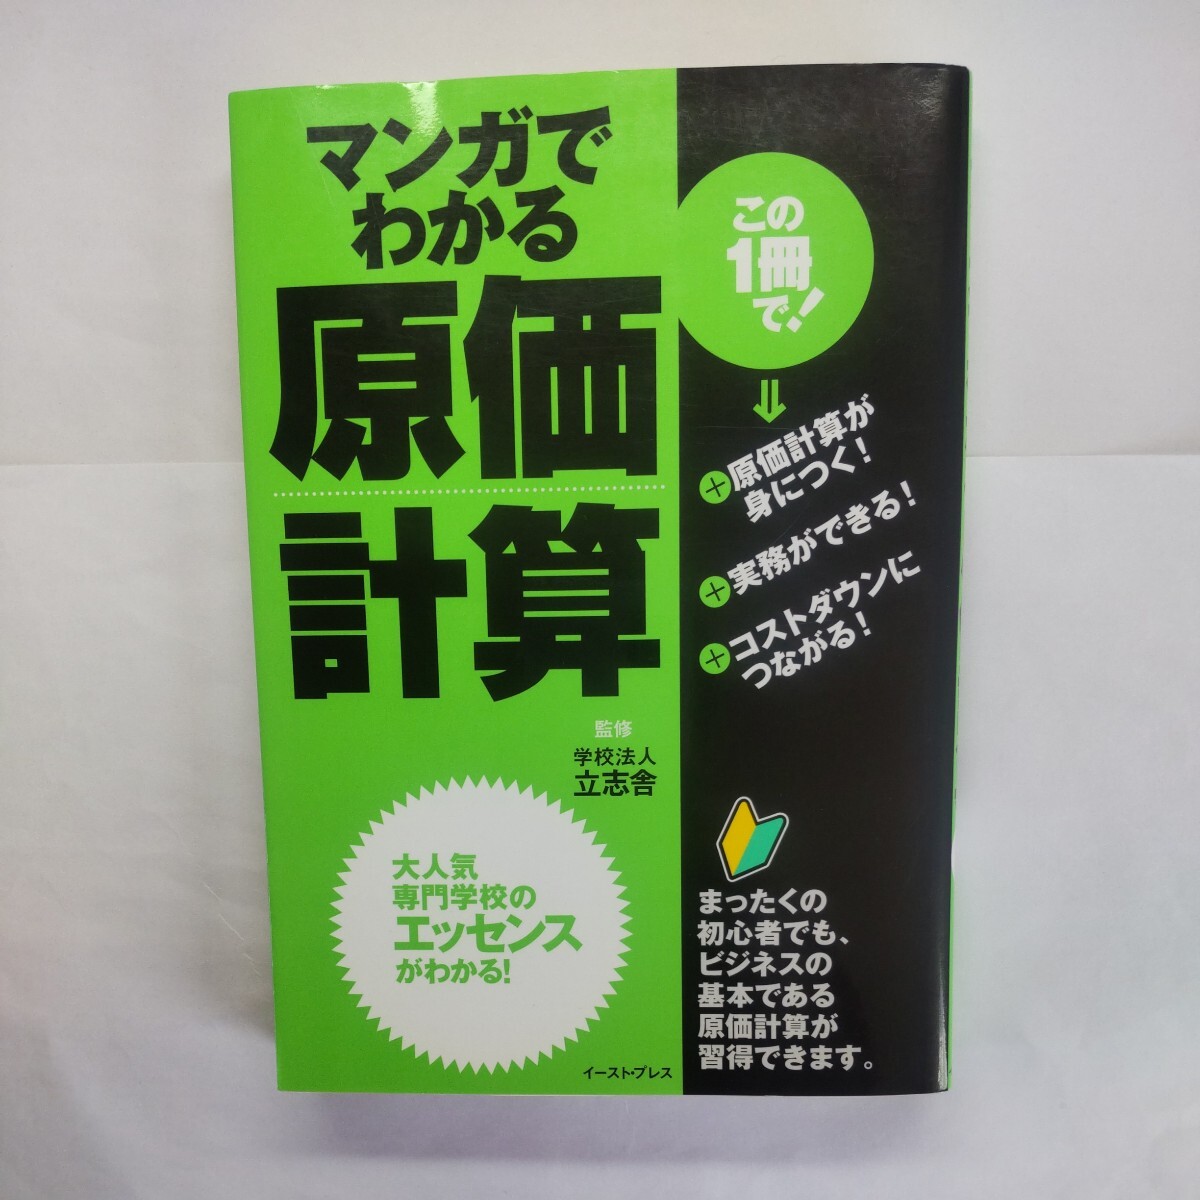 マンガで
わかる
原価
計算
監修
学校法人
立志舎
大人気
専門学校の
エッセンス
がわかる!
イースト・プレス
この
1冊
で!
⇓
+原価計算が
身につく!
+実務ができる!
+コストダウンに
つながる!
まったくの
初心者でも、
ビジネスの
基本である
原価計算が
習得できます。